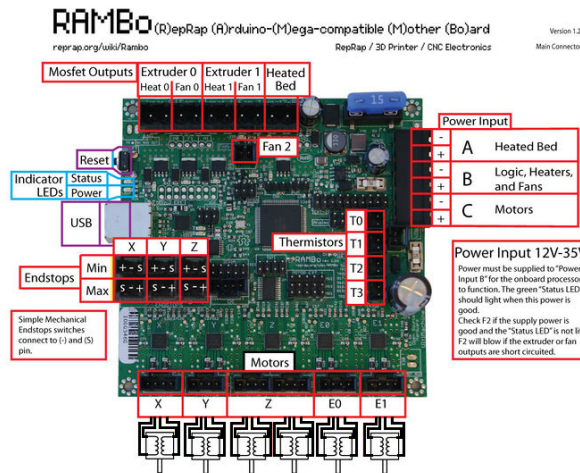 RAMBo (R)epRap (A)rduino-(M)ega-compatible (M)other (Bo)ard
Version 1.2
reprap.org/wiki/Rambo
RepRap / 3D Printer / CNC Electronics
Main Connecto
Mosfet Outputs
Extruder 0
Extruder 1
Heated
Bed
Heat 0
Fan 0
Heat 1
Fan 1
15
Power Input
Fan 2
- A Heated Bed
+
- B Logic, Heaters,
+ and Fans
- C Motors
+
Reset
Indicator
LEDs
Status
Power
USB
Thermistors
T0
T1
T2
T3
RAMBo
X Y Z
Endstops
Min + - S + - S + - S
Max S - + S - + S - +
Power Input 12V-35V
Power must be supplied to "Power
Input B" for the onboard processor
to function. The green "Status LED"
should light when this power is
good.
Check F2 if the supply power is
good and the "Status LED" is not li
F2 will blow if the extruder or fan
outputs are short circuited.
Simple Mechanical
Endstops switches
connect to (-) and (S)
pin.
Z
E0
E1
Motors
X Y Z E0 E1